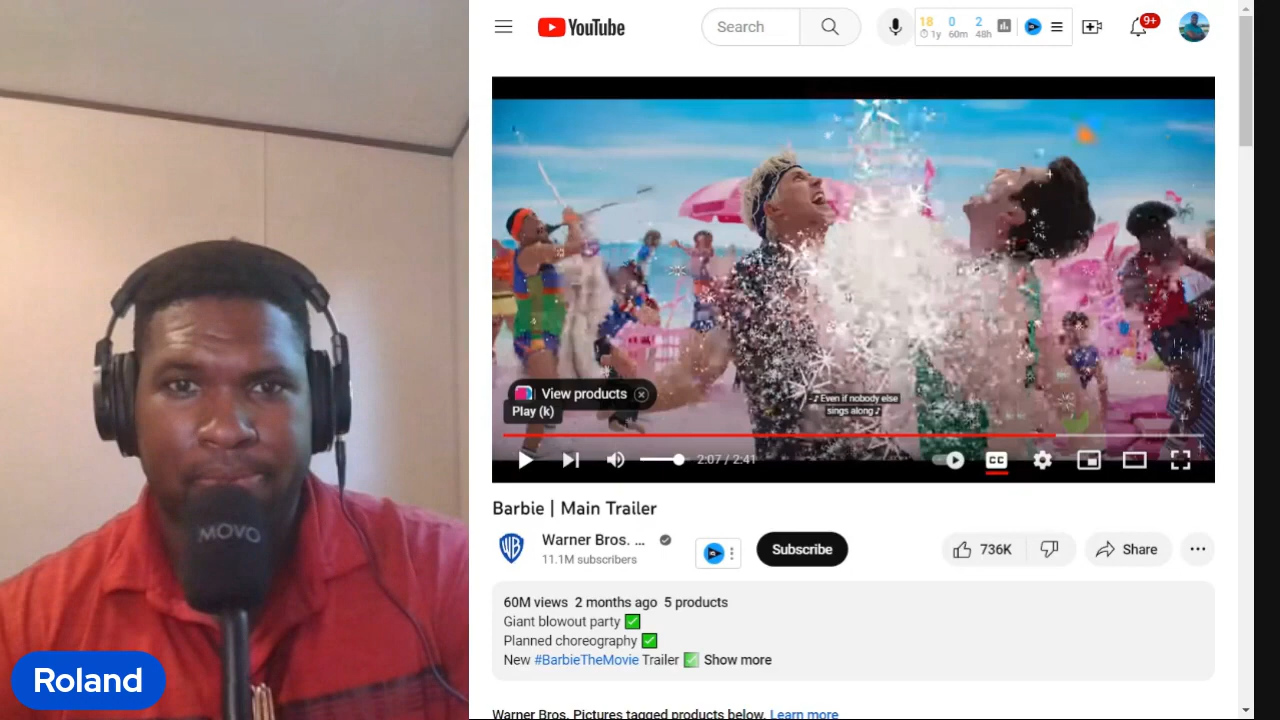 YouTube
Search
18 0 2
1y 60m 48h
9+
View products
Play (k)
♪ Even if nobody else
sings along ♪
2:07 / 2:41
CC
Barbie | Main Trailer
WB
Warner Bros. ...
11.1M subscribers
Subscribe
736K
Share
60M views 2 months ago 5 products
Giant blowout party ✅
Planned choreography ✅
New #BarbieTheMovie Trailer ✅ Show more
Warner Bros. Pictures tagged products below. Learn more
MOVO
Roland